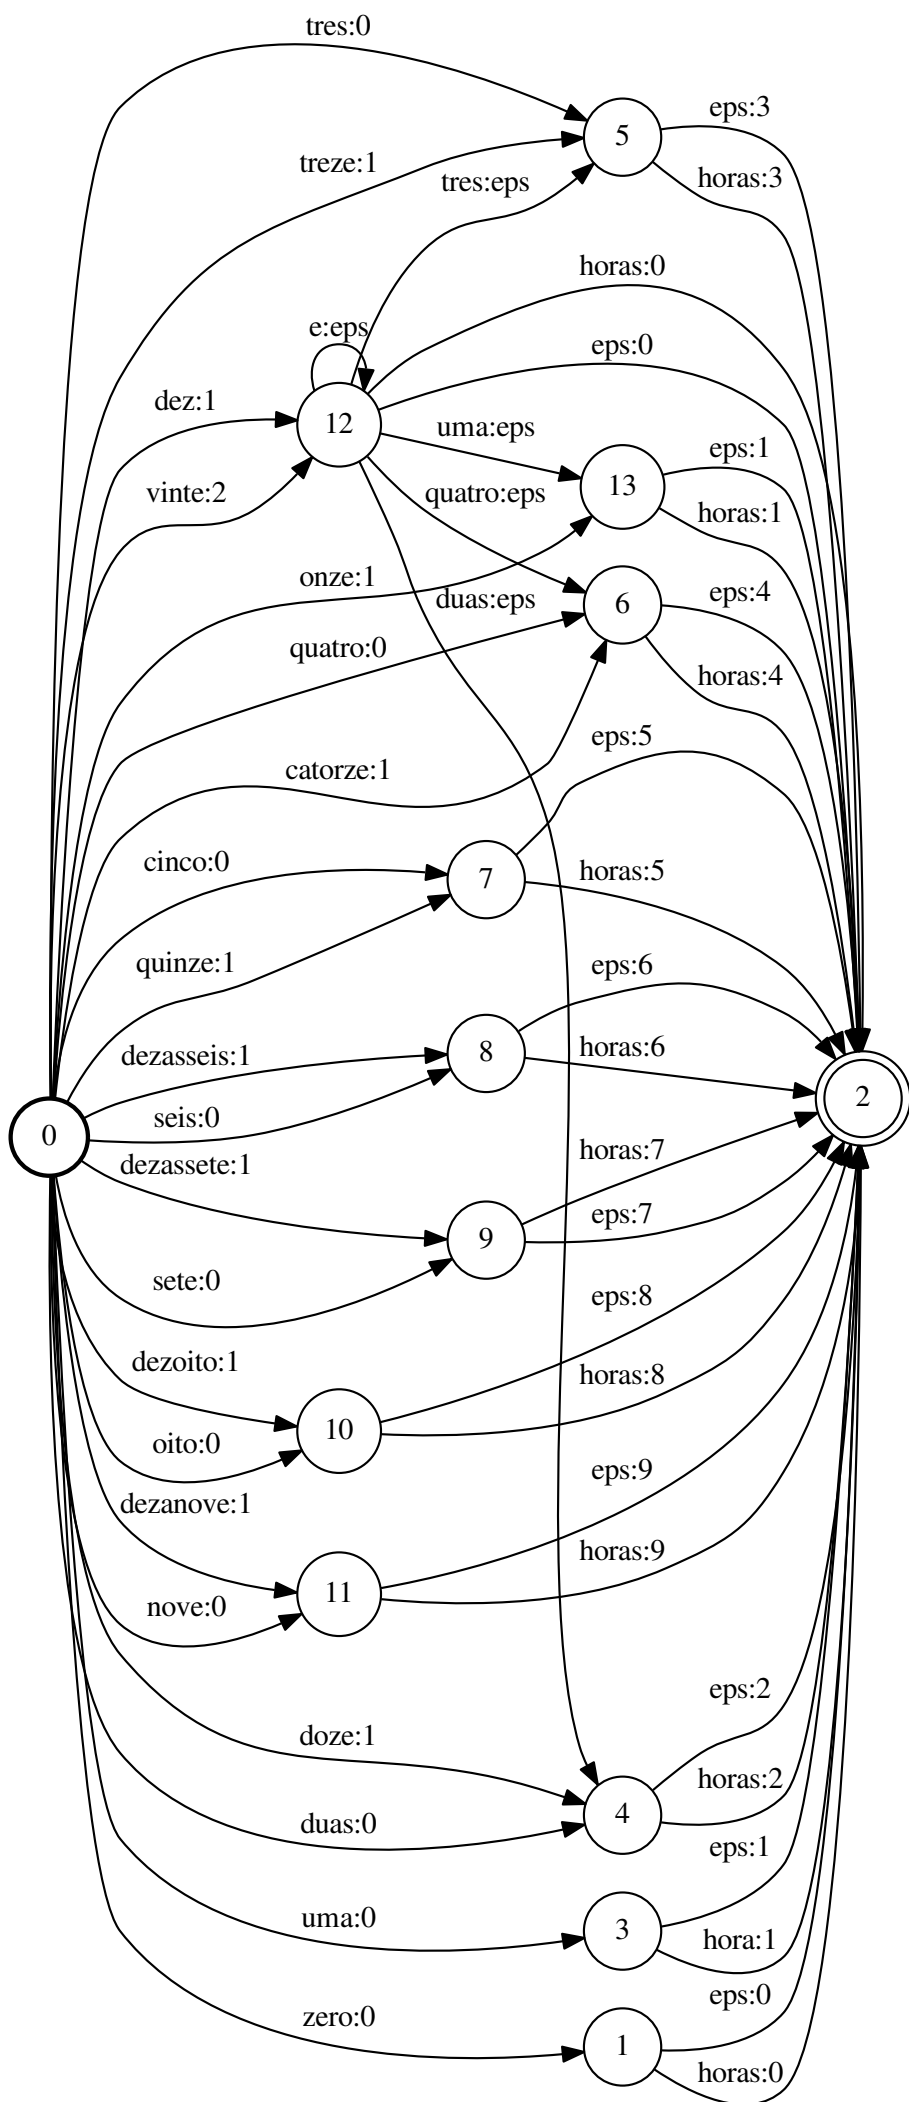 tres:0
eps:3
5
treze:1
horas:3
tres:eps
horas:0
e:eps
eps:0
dez:1
12
uma:eps
eps:1
13
vinte:2
quatro:eps
horas:1
onze:1
duas:eps
6
eps:4
quatro:0
horas:4
eps:5
catorze:1
cinco:0
horas:5
7
quinze:1
eps:6
dezasseis:1
8
horas:6
2
seis:0
0
dezassete:1
horas:7
eps:7
9
sete:0
eps:8
dezoito:1
horas:8
10
oito:0
eps:9
dezanove:1
horas:9
11
nove:0
eps:2
doze:1
horas:2
4
duas:0
eps:1
uma:0
3
hora:1
eps:0
zero:0
1
horas:0